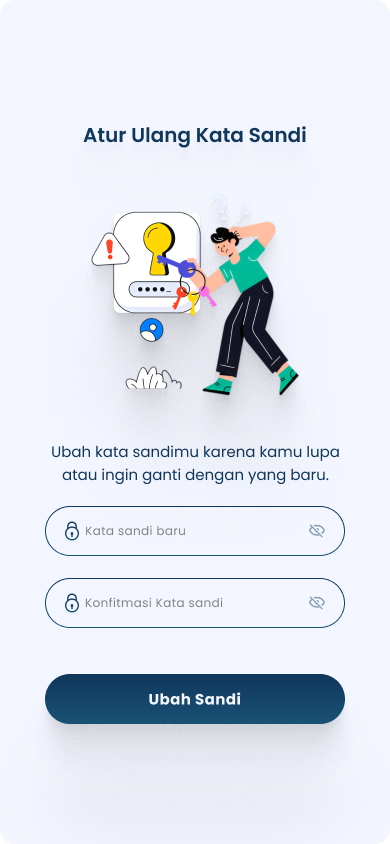 Atur Ulang Kata Sandi
Ubah kata sandimu karena kamu lupa
atau ingin ganti dengan yang baru.
Kata sandi baru
Konfitmasi Kata sandi
Ubah Sandi